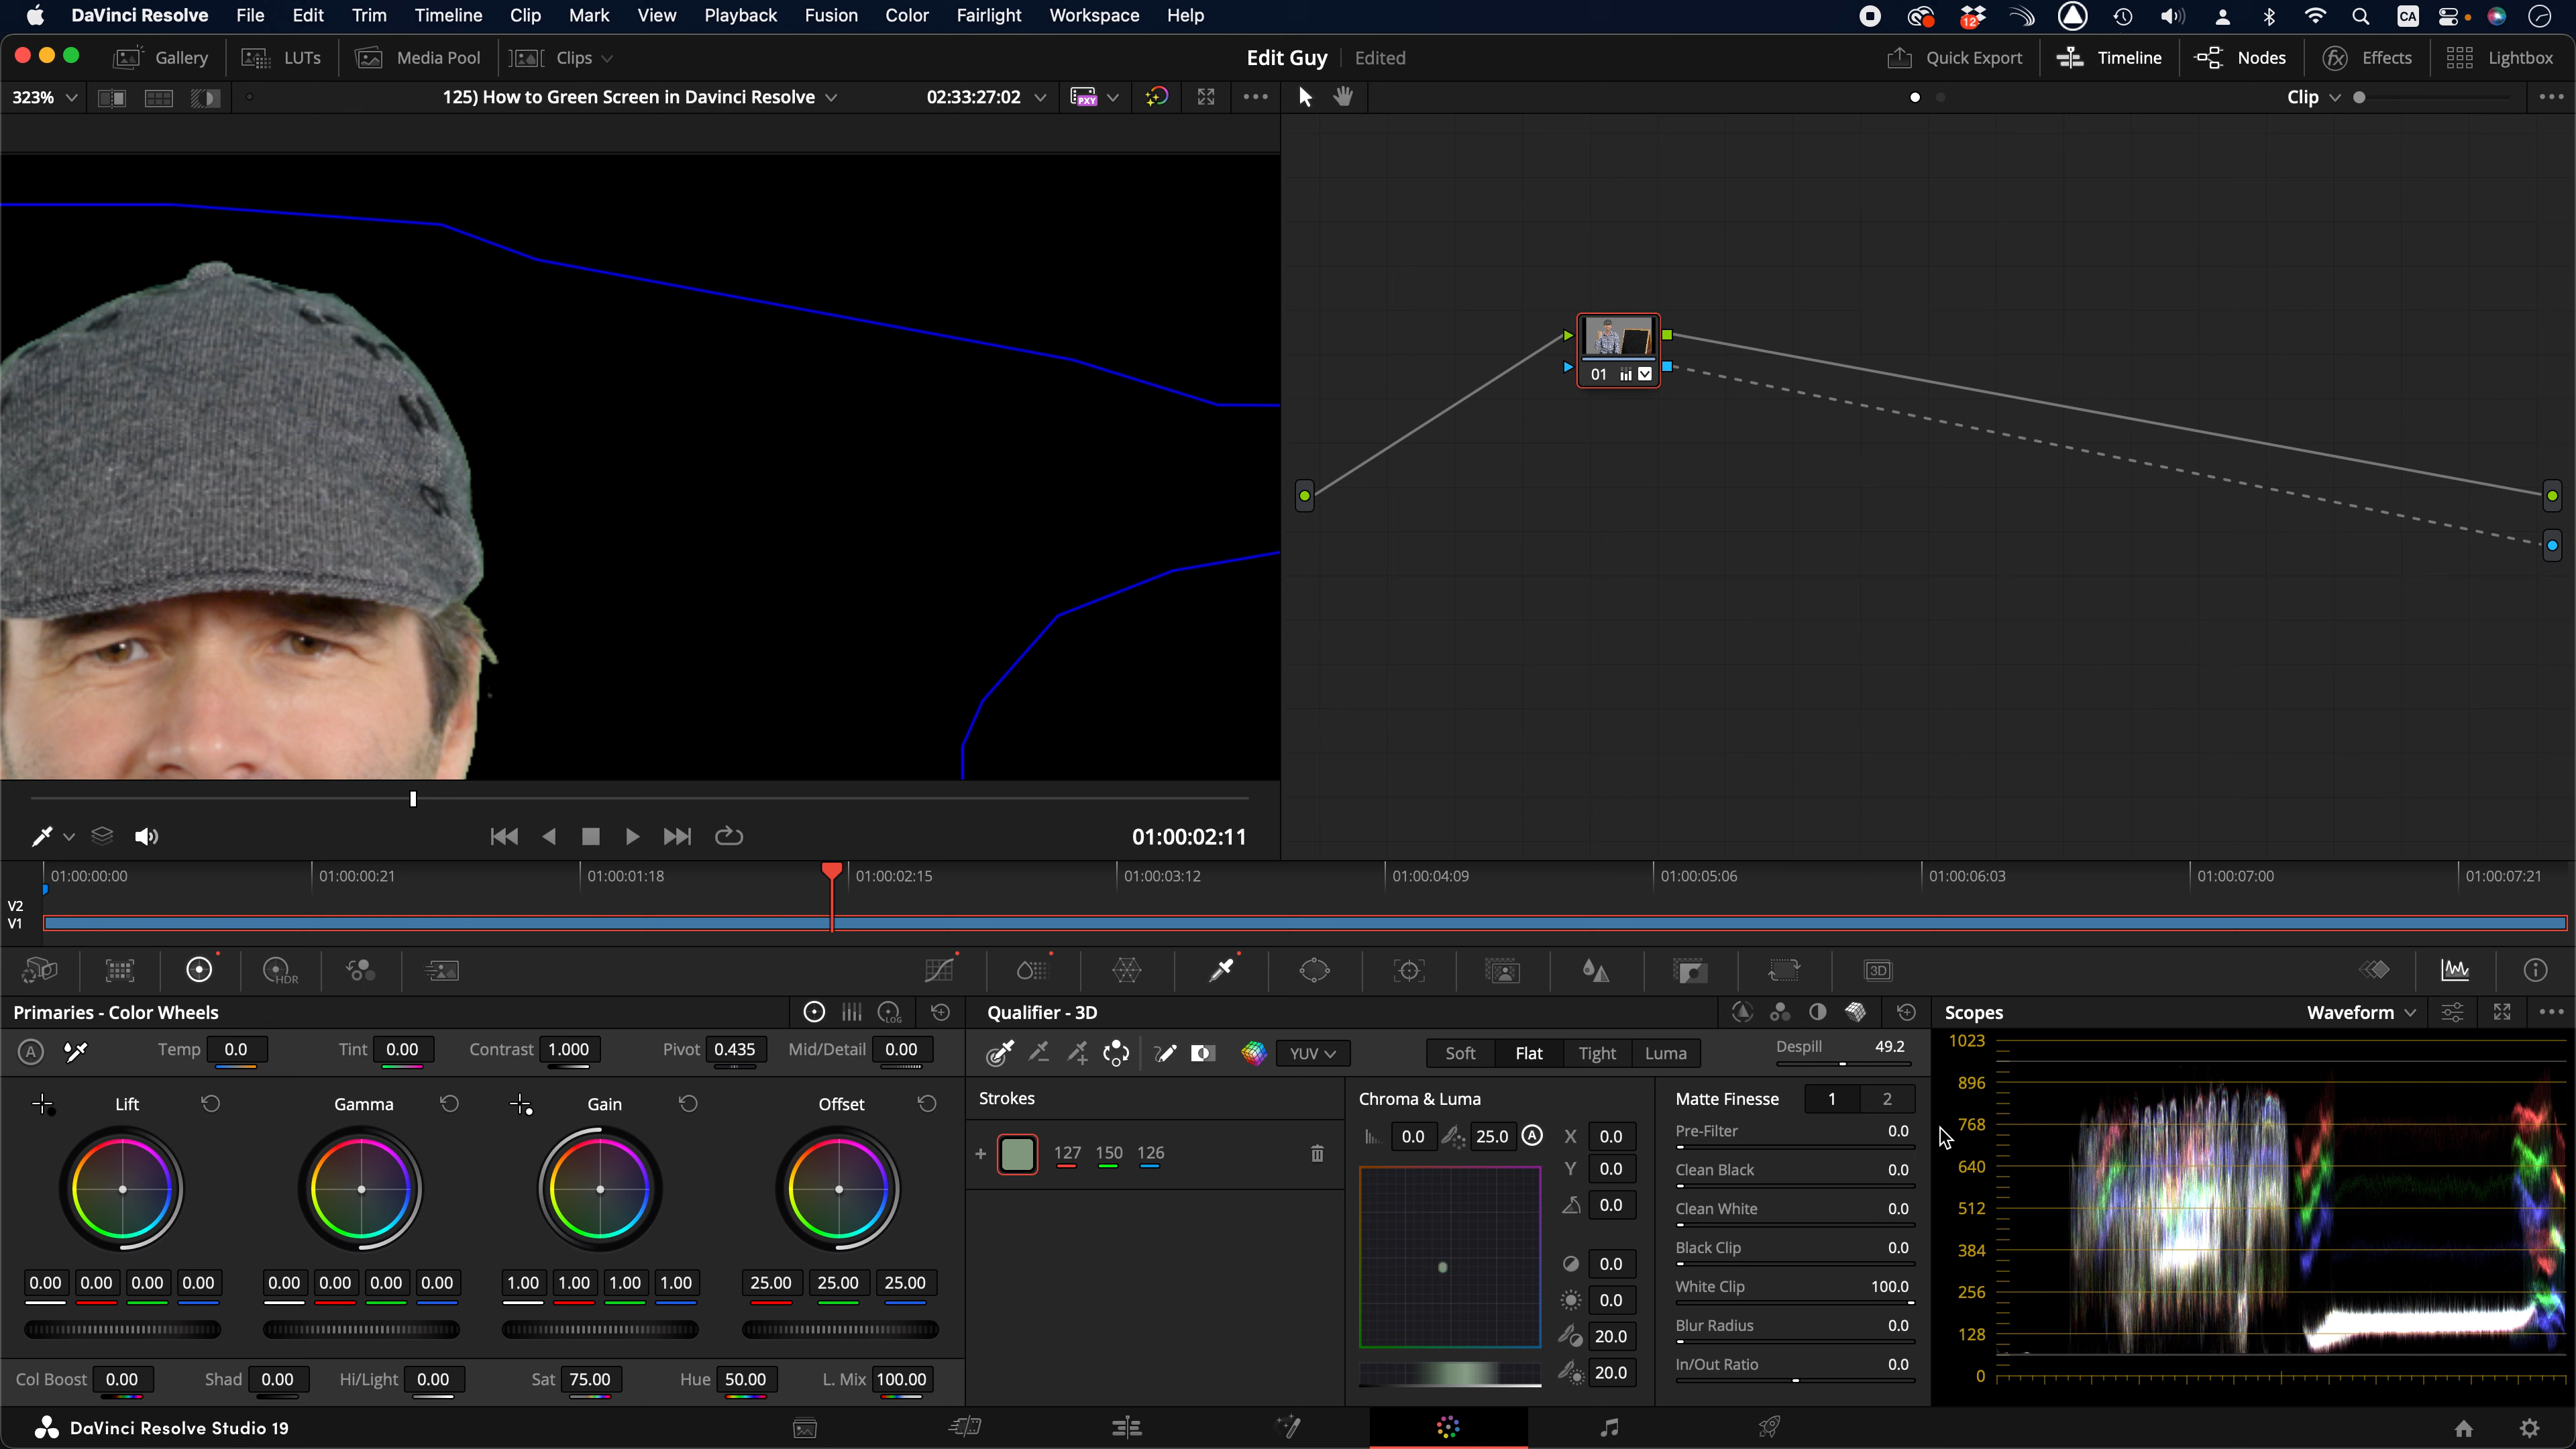 DaVinci Resolve File Edit Trim Timeline Clip Mark View Playback Fusion Color Fairlight Workspace Help 12 CA
Gallery LUTs Media Pool Clips Edit Guy Edited Quick Export Timeline Nodes fx Effects Lightbox
323% 125) How to Green Screen in Davinci Resolve 02:33:27:02 PXY Clip
01
01:00:02:11
01:00:00:00 01:00:00:21 01:00:01:18 01:00:02:15 01:00:03:12 01:00:04:09 01:00:05:06 01:00:06:03 01:00:07:00 01:00:07:21
V2
V1
HDR 3D
Primaries - Color Wheels LOG Qualifier - 3D Scopes Waveform
A Temp 0.0 Tint 0.00 Contrast 1.000 Pivot 0.435 Mid/Detail 0.00 YUV Soft Flat Tight Luma Despill 49.2
Lift Gamma Gain Offset
0.00 0.00 0.00 0.00 0.00 0.00 0.00 0.00 1.00 1.00 1.00 1.00 25.00 25.00 25.00
Col Boost 0.00 Shad 0.00 Hi/Light 0.00 Sat 75.00 Hue 50.00 L. Mix 100.00
Strokes
+ 127 150 126
Chroma & Luma
0.0 25.0 A X 0.0
Y 0.0
0.0
0.0
0.0
20.0
20.0
Matte Finesse 1 2
Pre-Filter 0.0
Clean Black 0.0
Clean White 0.0
Black Clip 0.0
White Clip 100.0
Blur Radius 0.0
In/Out Ratio 0.0
1023
896
768
640
512
384
256
128
0
DaVinci Resolve Studio 19